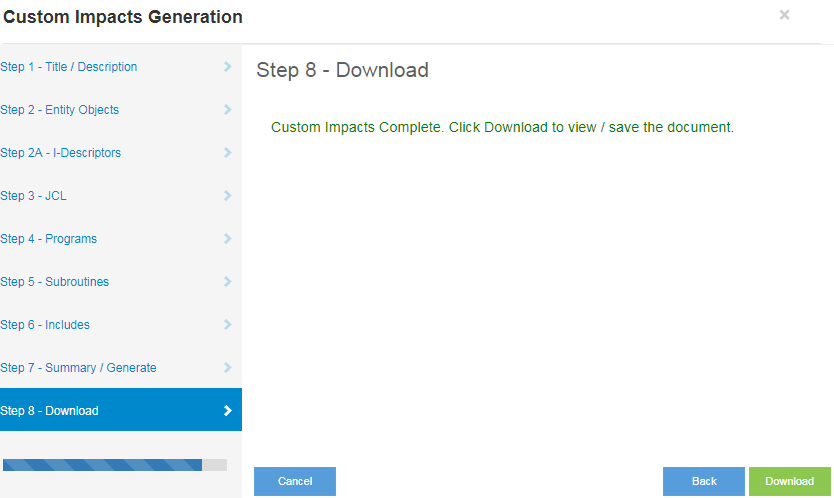 Custom Impacts Generation
×
Step 1 - Title / Description
Step 2 - Entity Objects
Step 2A - I-Descriptors
Step 3 - JCL
Step 4 - Programs
Step 5 - Subroutines
Step 6 - Includes
Step 7 - Summary / Generate
Step 8 - Download
Step 8 - Download
Custom Impacts Complete. Click Download to view / save the document.
Cancel
Back
Download